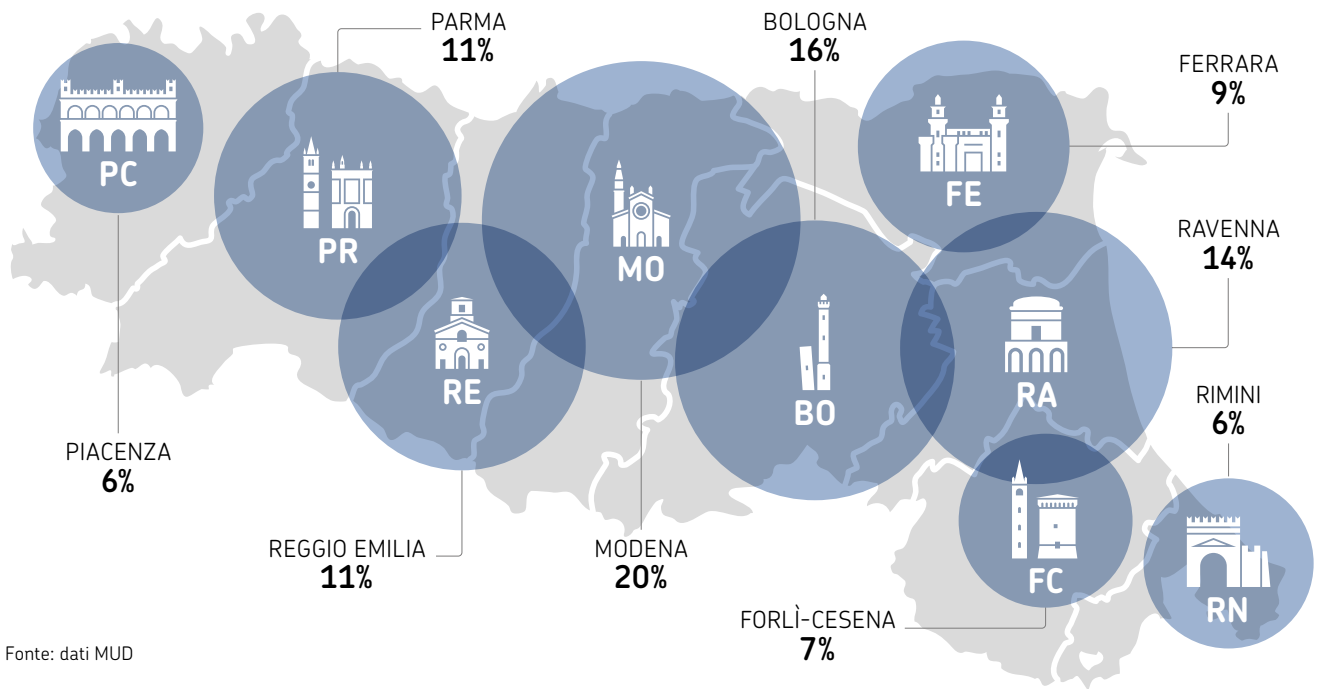 PARMA
11%
BOLOGNA
16%
FERRARA
9%
PC
FE
PR
MO
RAVENNA
14%
RE
BO
RA
RIMINI
6%
PIACENZA
6%
REGGIO EMILIA
11%
MODENA
20%
FC
RN
FORLÌ-CESENA
7%
Fonte: dati MUD